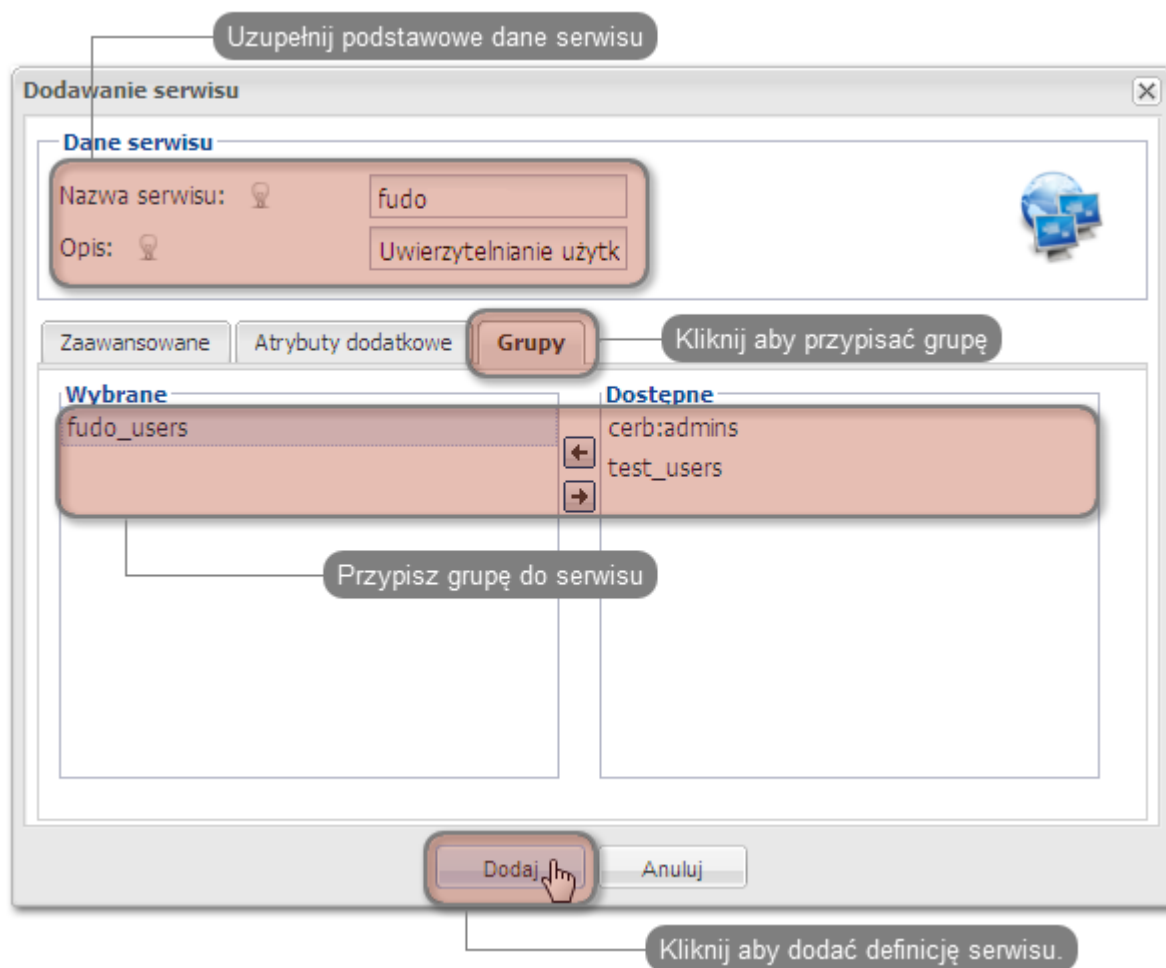 Uzupełnij podstawowe dane serwisu
Dodawanie serwisu
Dane serwisu
Nazwa serwisu: fudo
Opis: Uwierzytelnianie użytk
Zaawansowane Atrybuty dodatkowe Grupy Kliknij aby przypisać grupę
Wybrane Dostępne
fudo_users cerb:admins
test_users
Przypisz grupę do serwisu
Dodaj Anuluj
Kliknij aby dodać definicję serwisu.